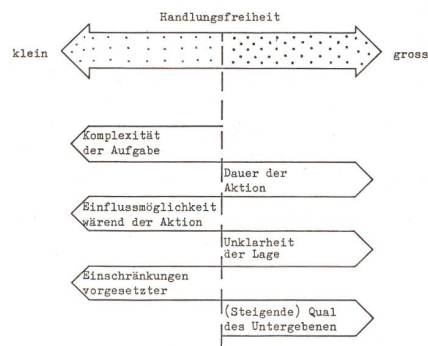 Handlungsfreiheit
klein
gross
Komplexität
der Aufgabe
Dauer der
Aktion
Einflussmöglichkeit
wärend der Aktion
Unklarheit
der Lage
Einschränkungen
vorgesetzter
(Steigende) Qual
des Untergebenen